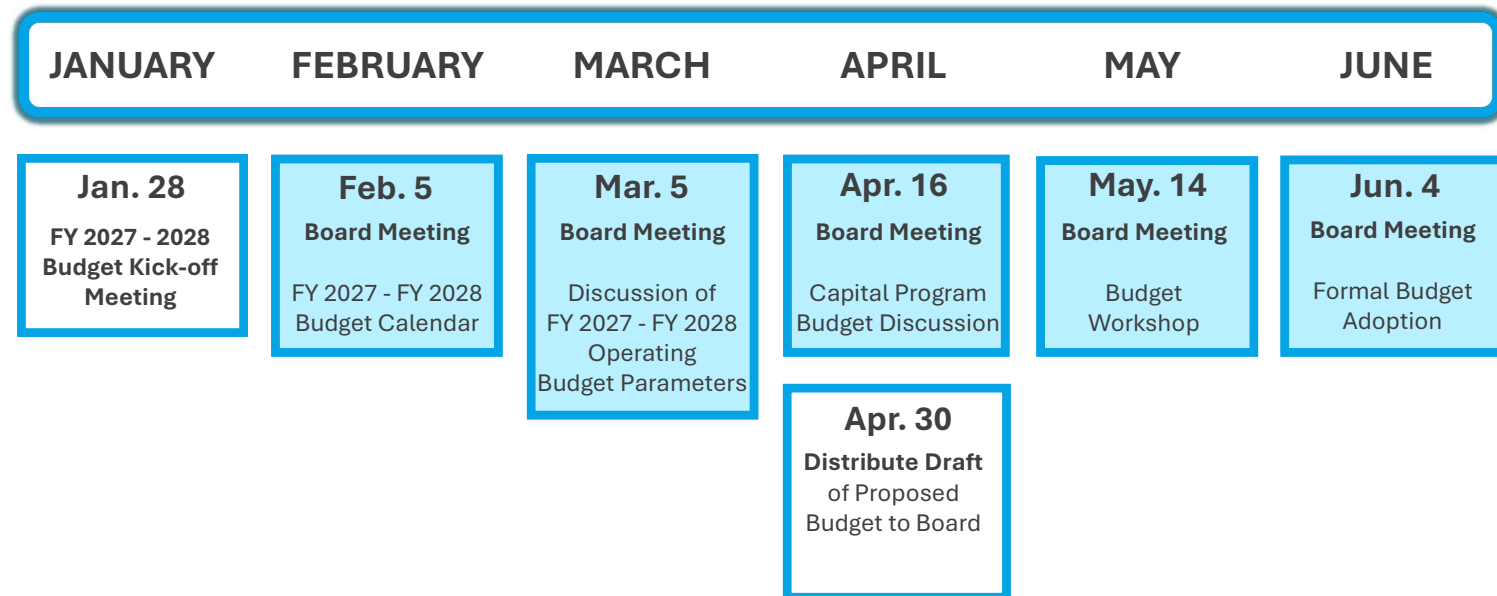 JANUARY FEBRUARY MARCH APRIL MAY JUNE
Jan. 28
FY 2027 - 2028
Budget Kick-off
Meeting
Feb. 5
Board Meeting
FY 2027 - FY 2028
Budget Calendar
Mar. 5
Board Meeting
Discussion of
FY 2027 - FY 2028
Operating
Budget Parameters
Apr. 16
Board Meeting
Capital Program
Budget Discussion
Apr. 30
Distribute Draft
of Proposed
Budget to Board
May. 14
Board Meeting
Budget
Workshop
Jun. 4
Board Meeting
Formal Budget
Adoption